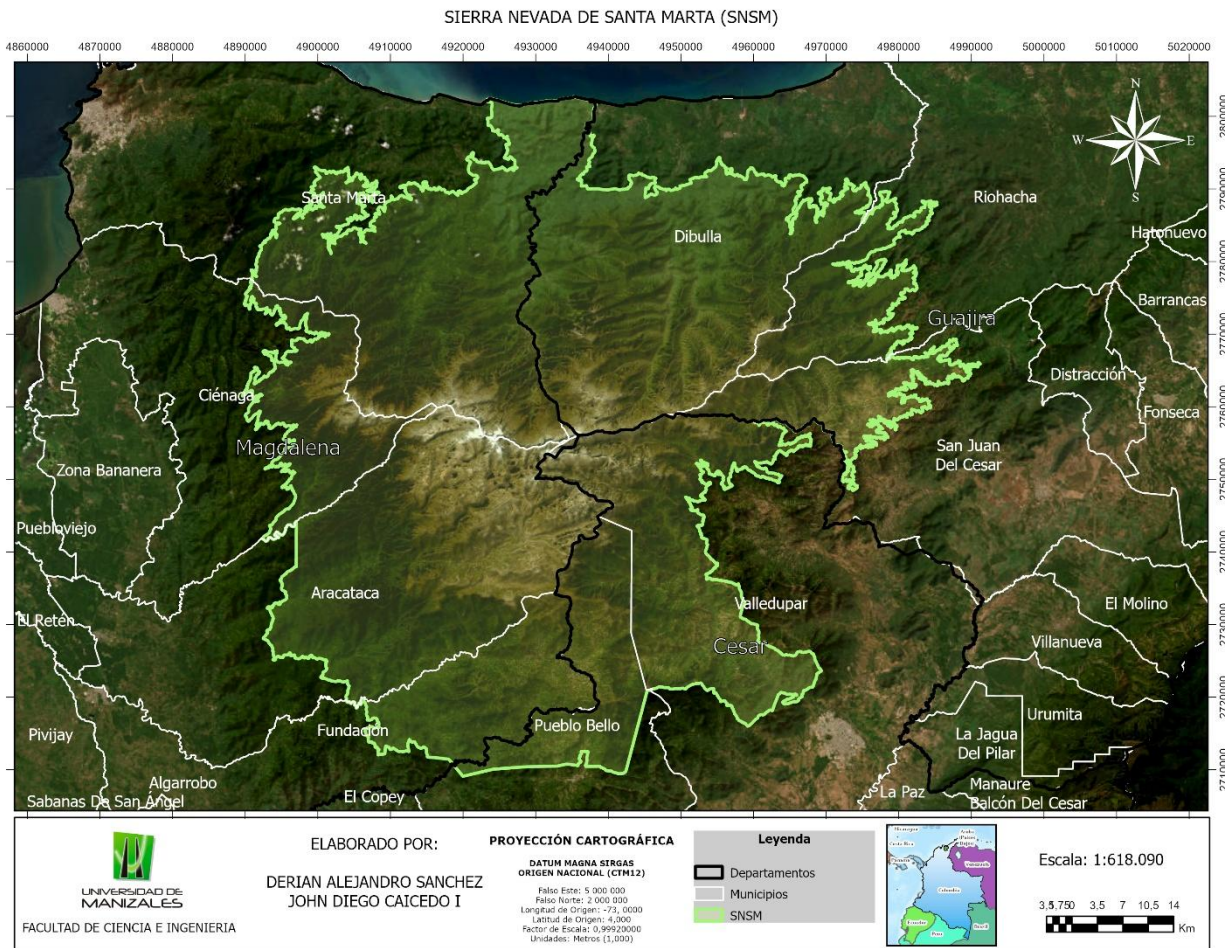 SIERRA NEVADA DE SANTA MARTA (SNSM)
4860000 4870000 4880000 4890000 4900000 4910000 4920000 4930000 4940000 4950000 4960000 4970000 4980000 4990000 5000000 5010000 5020000
2800000
2790000
2780000
2770000
2760000
2750000
2740000
2730000
2720000
2710000
N
W E
S
Santa Marta
Riohacha
Dibulla
Hatonuevo
Barrancas
Guajira
Distracción
Ciénaga
Fonseca
Magdalena
San Juan
Del Cesar
Zona Bananera
Puebloviejo
Aracataca
Valledupar
El Molino
El Retén
Villanueva
Cesar
Pivijay
Fundación
Pueblo Bello
Urumita
La Jagua
Del Pilar
Algarrobo
El Copey
La Paz
Manaure
Balcón Del Cesar
Sabanas De San Angel
UNIVERSIDAD DE
MANIZALES
FACULTAD DE CIENCIA E INGENIERIA
ELABORADO POR:
DERIAN ALEJANDRO SANCHEZ
JOHN DIEGO CAICEDO I
PROYECCIÓN CARTOGRÁFICA
DATUM MAGNA SIRGAS
ORIGEN NACIONAL (CTM12)
Falso Este: 5 000 000
Falso Norte: 2 000 000
Longitud de Origen: -73, 0000
Latitud de Origen: 4,000
Factor de Escala: 0,99920000
Unidades: Metros (1,000)
Leyenda
Departamentos
Municipios
SNSM
Colombia
Escala: 1:618.090
3,51,750 3,5 7 10,5 14
Km